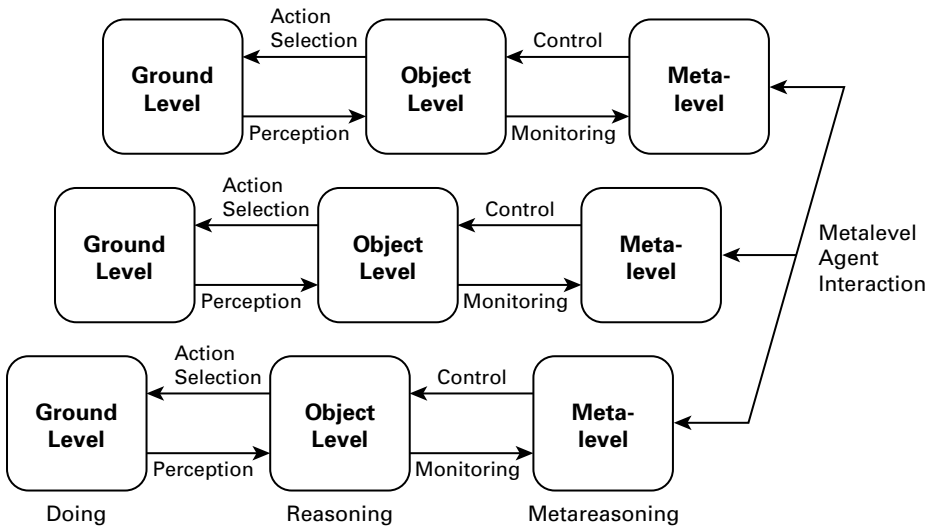 Action
Selection
Control
Ground
Level
Object
Level
Meta-
level
Perception
Monitoring
Action
Selection
Control
Ground
Level
Object
Level
Meta-
level
Metalevel
Agent
Interaction
Perception
Monitoring
Action
Selection
Control
Ground
Level
Object
Level
Meta-
level
Perception
Monitoring
Doing
Reasoning
Metareasoning